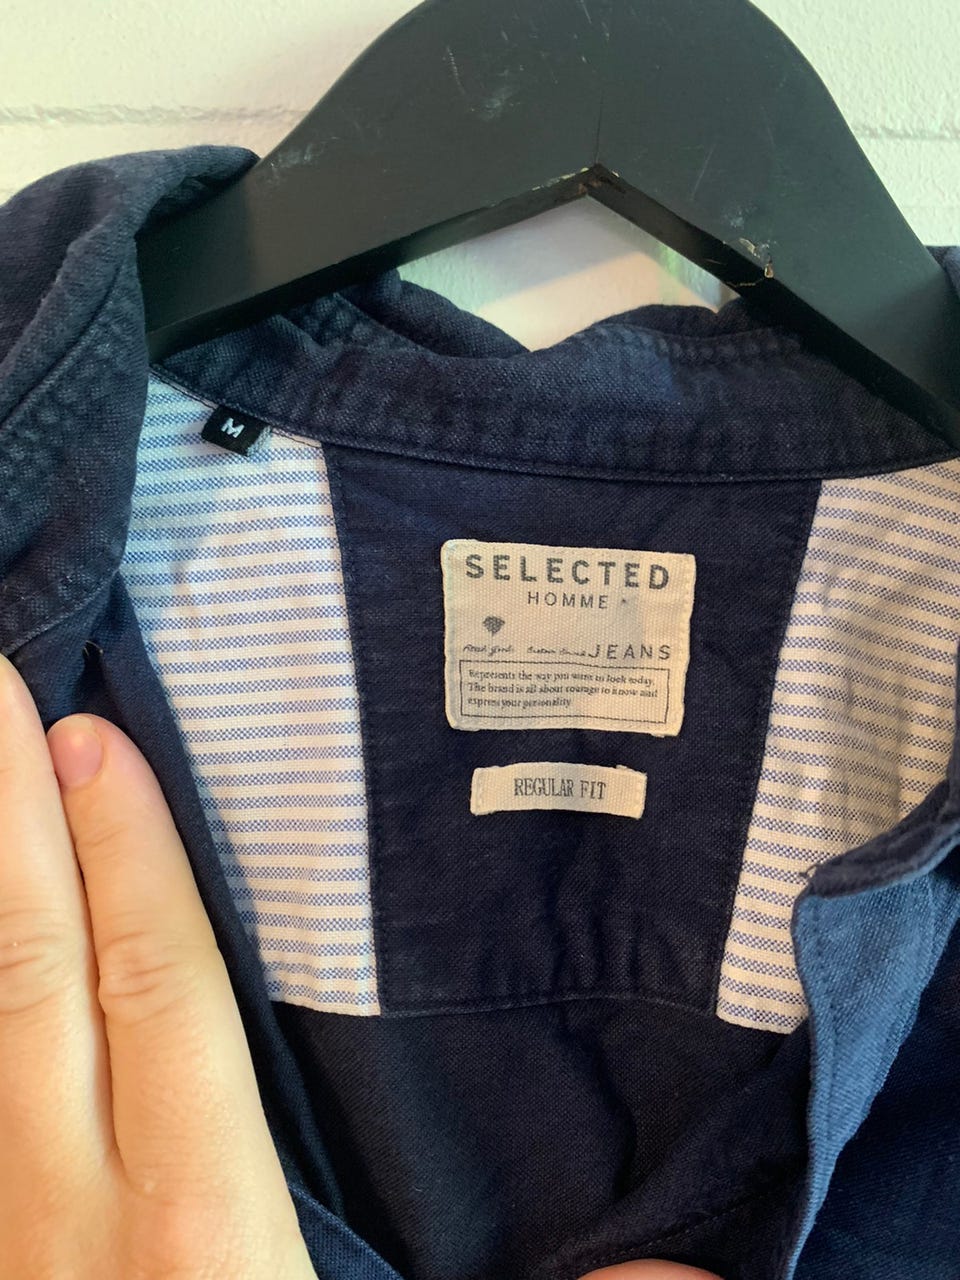 M
SELECTED
HOMME
JEANS
Represents the way you want to look today.
The brand is all about courage to know and
express your personality
REGULAR FIT